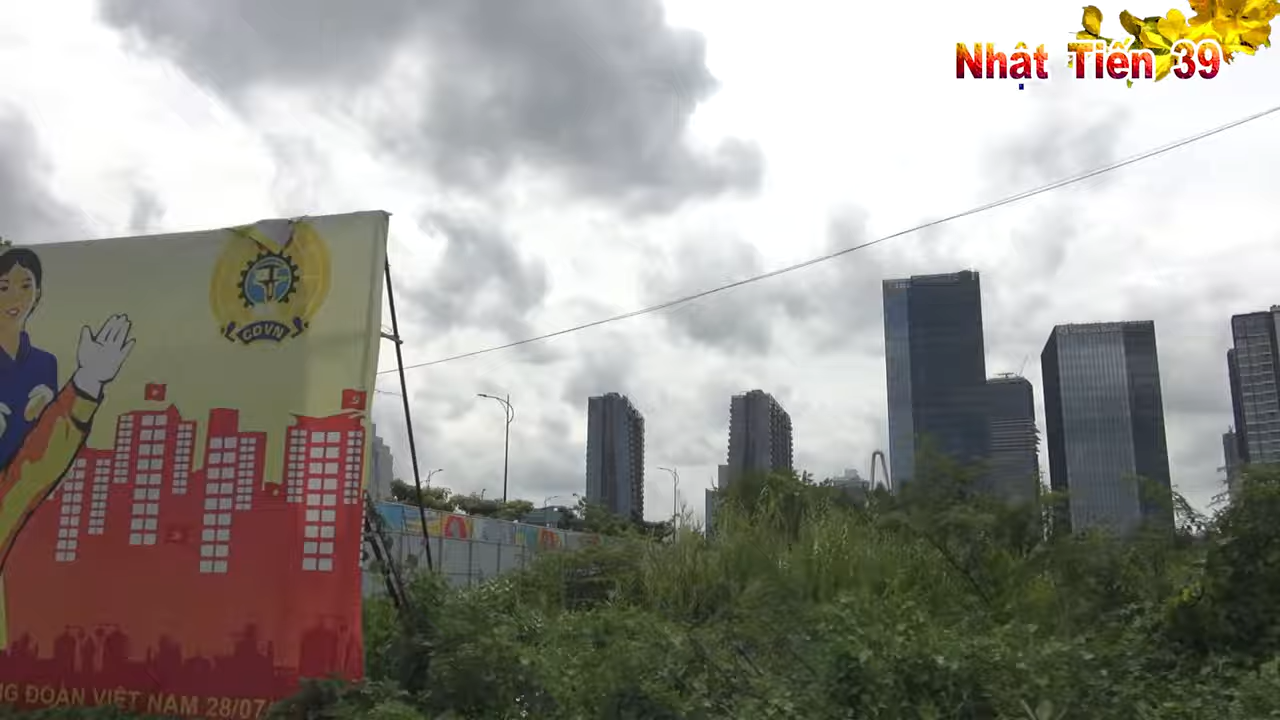 Nhật Tiến 39
CĐVN
NG ĐOÀN VIỆT NAM 28/07